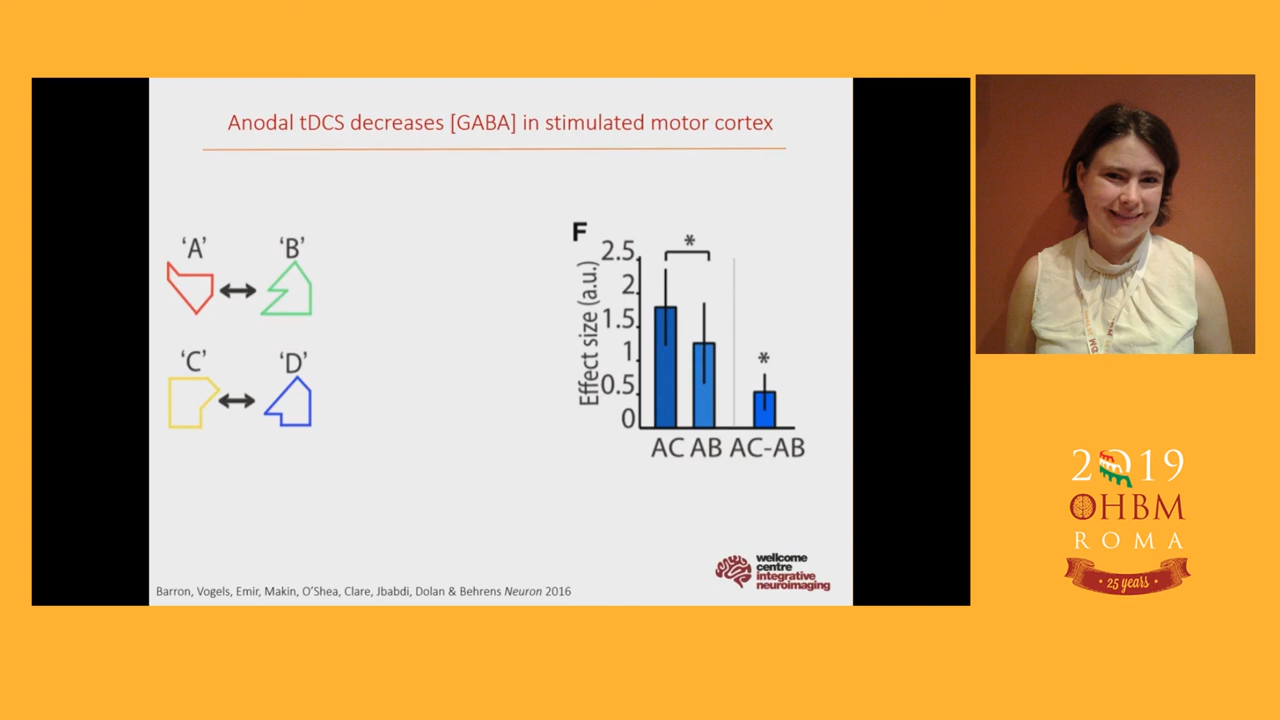 Anodal tDCS decreases [GABA] in stimulated motor cortex
‘A’
‘B’
‘C’
‘D’
F
Effect size (a.u.)
2.5
2
1.5
1
0.5
0
*
*
AC AB AC-AB
wellcome
centre
integrative
neuroimaging
Barron, Vogels, Emir, Makin, O’Shea, Clare, Jbabdi, Dolan & Behrens Neuron 2016
2019
OHBM
ROMA
· 25 years ·